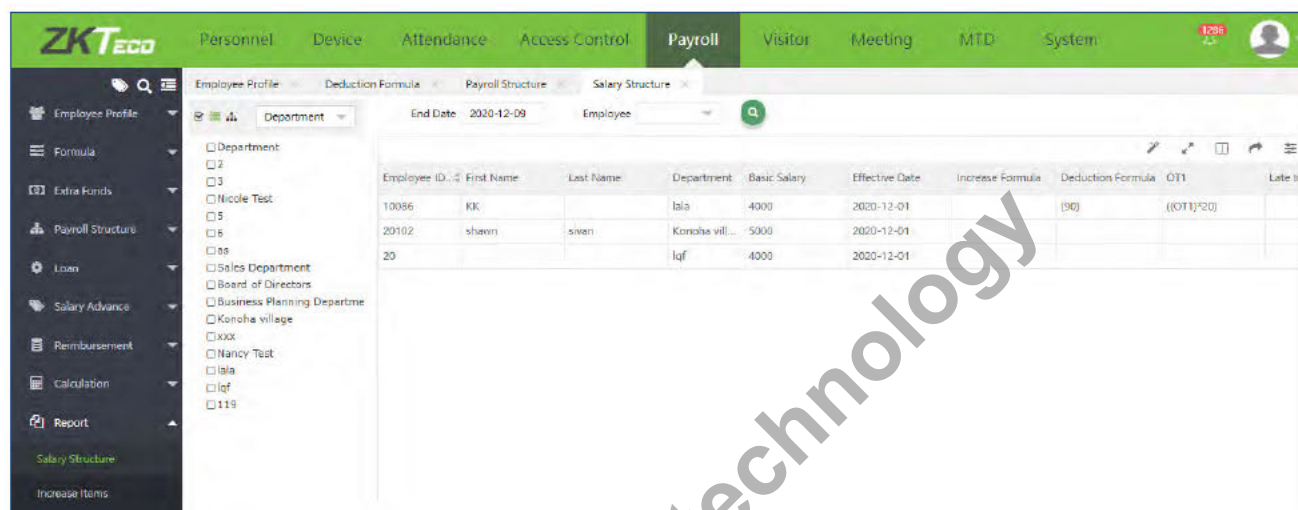 ZKTECO Personnel Device Attendance Access Control Payroll Visitor Meeting MTD System 1286
Employee Profile Deduction Formula Payroll Structure Salary Structure
Employee Profile
Formula
Extra Funds
Payroll Structure
Loan
Salary Advance
Reimbursement
Calculation
Report
Salary Structure
Increase Items
Department End Date 2020-12-09 Employee
Department
2
3
Nicole Test
5
6
as
Sales Department
Board of Directors
Business Planning Departme
Konoha village
xxx
Nancy Test
lala
lqf
119
Employee ID... First Name Last Name Department Basic Salary Effective Date Increase Formula Deduction Formula OT1 Late I
10086 KK lala 4000 2020-12-01 (90) ((OT1)*20)
20102 shawn sivan Konoha vill... 5000 2020-12-01
20 lqf 4000 2020-12-01
technology